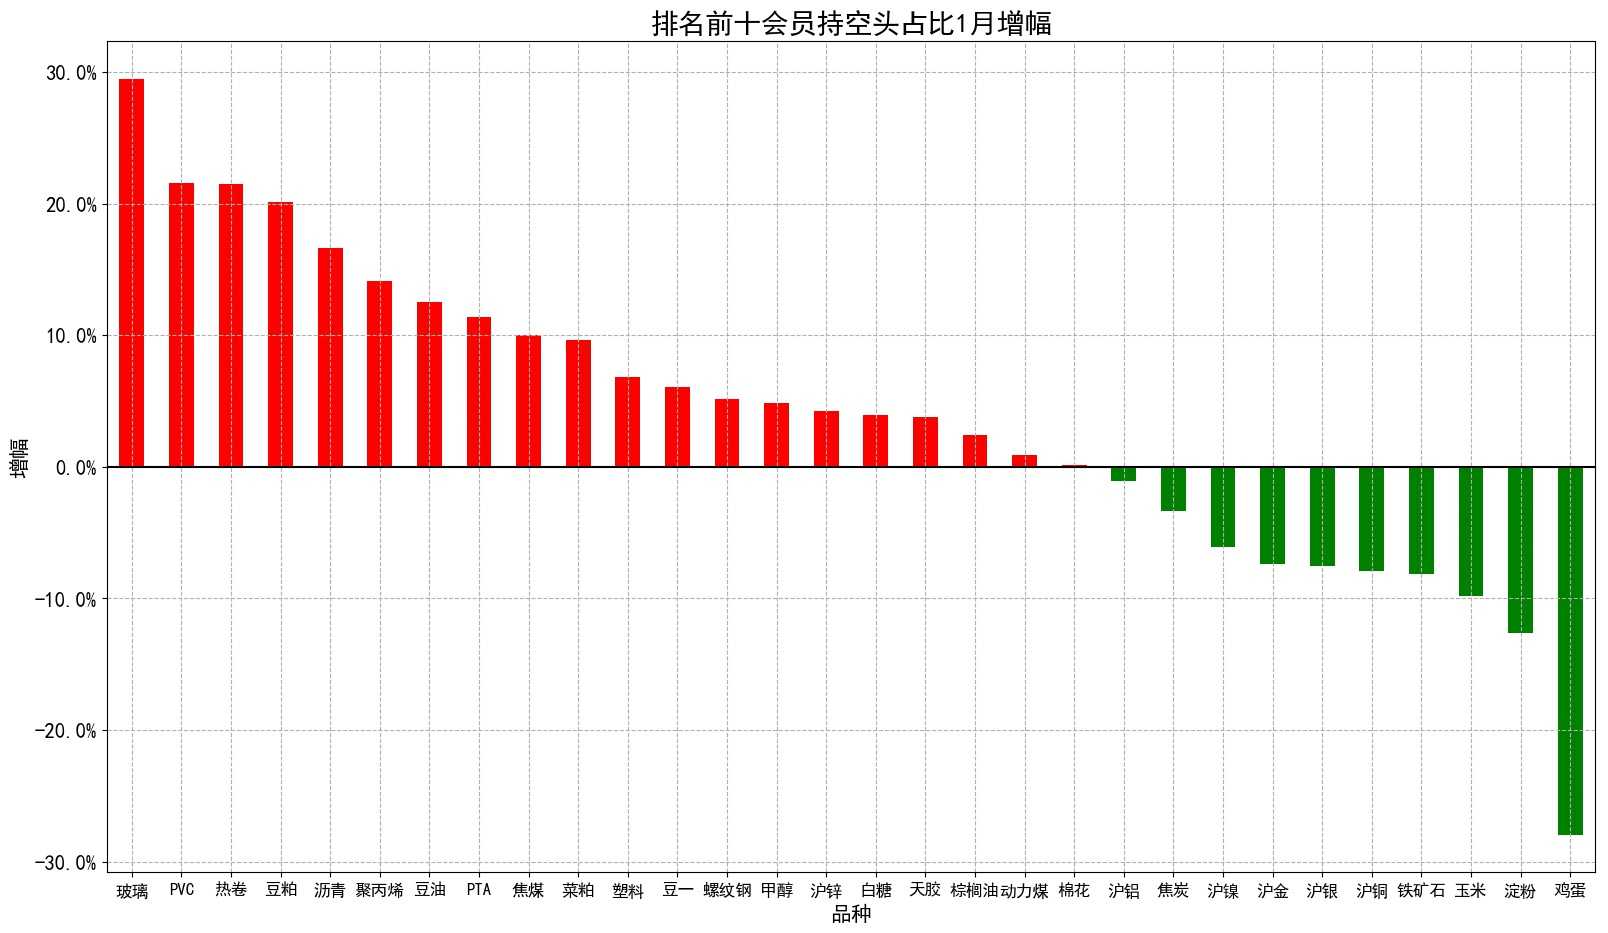 排名前十会员持空头占比1月增幅
30.0%
20.0%
10.0%
0.0%
-10.0%
-20.0%
-30.0%
增幅
玻璃 PVC 热卷 豆粕 沥青 聚丙烯 豆油 PTA 焦煤 菜粕 塑料 豆一 螺纹钢 甲醇 沪锌 白糖 天胶 棕榈油 动力煤 棉花 沪铝 焦炭 沪镍 沪金 沪银 沪铜 铁矿石 玉米 淀粉 鸡蛋
品种